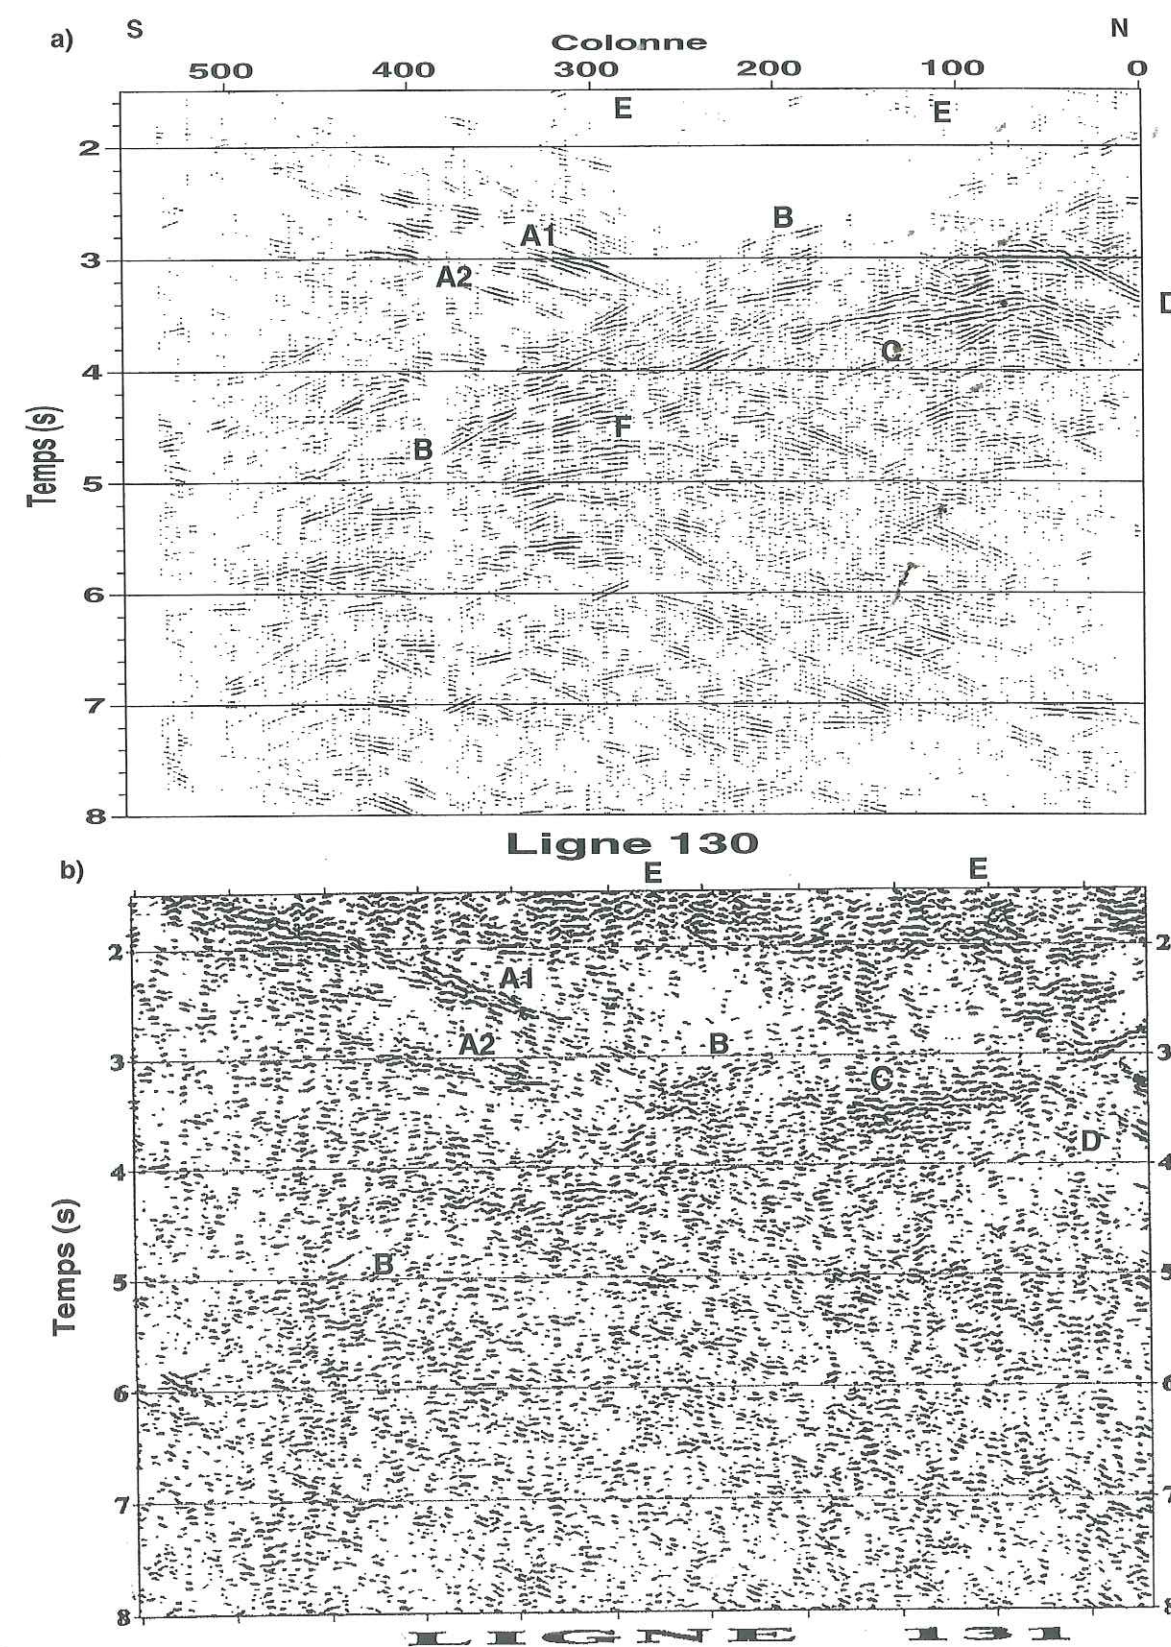 a) S N
Colonne
500 400 300 200 100 0
E E
2
B
A1
3
A2
D
C
4
F
B
5
Temps (s)
6
7
8
Ligne 130
b) E E
2 2
A1
A2 B
3 3
C
D
4 4
B
5 5
Temps (s)
6 6
7 7
8 8
LIGNE 131